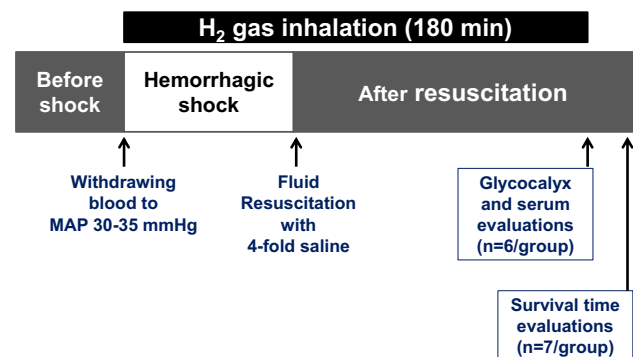 H₂ gas inhalation (180 min)
Before
shock
Hemorrhagic
shock
After resuscitation
Withdrawing
blood to
MAP 30-35 mmHg
Fluid
Resuscitation
with
4-fold saline
Glycocalyx
and serum
evaluations
(n=6/group)
Survival time
evaluations
(n=7/group)